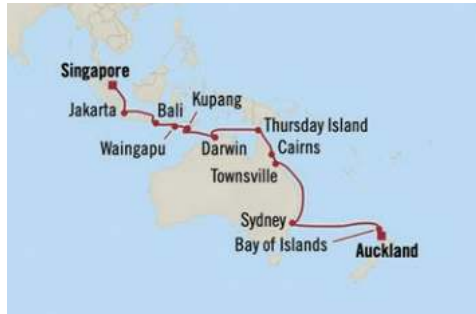 Singapore
Jakarta
Bali
Kupang
Waingapu
Darwin
Thursday Island
Cairns
Townsville
Sydney
Bay of Islands
Auckland